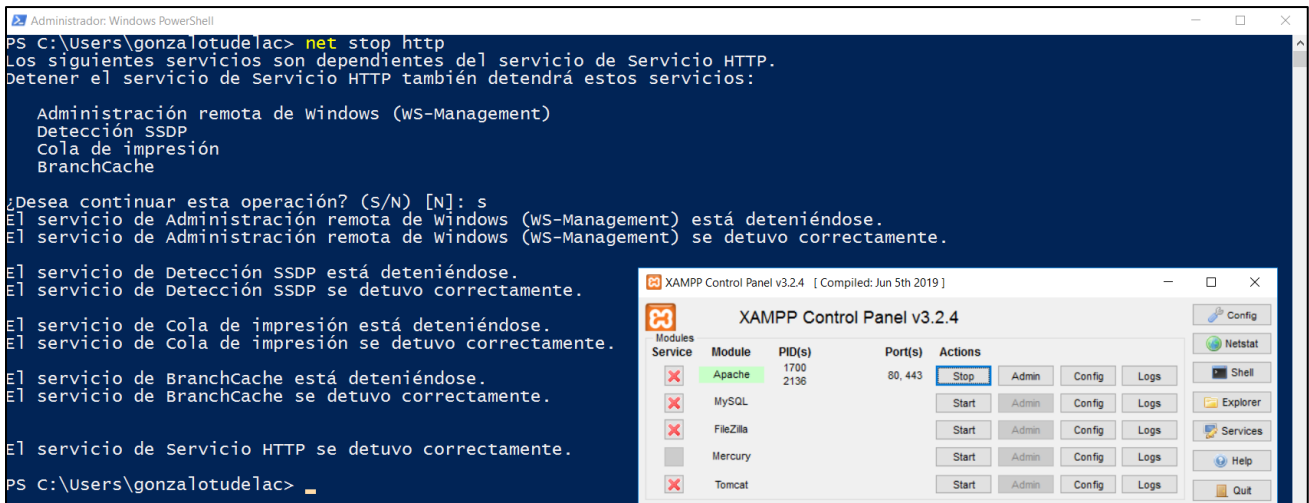 Administrador: Windows PowerShell
PS C:\Users\gonzalotudelac> net stop http
Los siguientes servicios son dependientes del servicio de Servicio HTTP.
Detener el servicio de Servicio HTTP también detendrá estos servicios:
Administración remota de Windows (WS-Management)
Detección SSDP
Cola de impresión
BranchCache
¿Desea continuar esta operación? (S/N) [N]: s
El servicio de Administración remota de Windows (WS-Management) está deteniéndose.
El servicio de Administración remota de Windows (WS-Management) se detuvo correctamente.
El servicio de Detección SSDP está deteniéndose.
El servicio de Detección SSDP se detuvo correctamente.
El servicio de Cola de impresión está deteniéndose.
El servicio de Cola de impresión se detuvo correctamente.
El servicio de BranchCache está deteniéndose.
El servicio de BranchCache se detuvo correctamente.
El servicio de Servicio HTTP se detuvo correctamente.
PS C:\Users\gonzalotudelac>
XAMPP Control Panel v3.2.4 [ Compiled: Jun 5th 2019 ]
XAMPP Control Panel v3.2.4
Config
Modules
Service Module PID(s) Port(s) Actions
Netstat
Apache 1700 2136 80, 443 Stop Admin Config Logs
Shell
MySQL Start Admin Config Logs
Explorer
FileZilla Start Admin Config Logs
Services
Mercury Start Admin Config Logs
Help
Tomcat Start Admin Config Logs
Quit